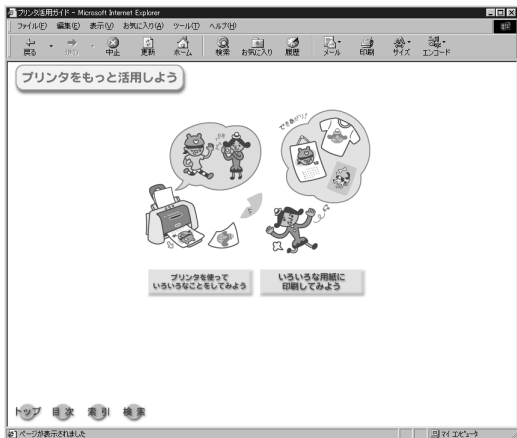 プリンタ活用ガイド - Microsoft Internet Explorer
ファイル(F) 編集(E) 表示(V) お気に入り(A) ツール(T) ヘルプ(H)
戻る 進む 中止 更新 ホーム 検索 お気に入り 履歴 メール 印刷 サイズ エンコード
プリンタをもっと活用しよう
できあがり!
プリンタを使って
いろいろなことをしてみよう
いろいろな用紙に
印刷してみよう
トップ 目次 索引 検索
ページが表示されました マイ コンピュータ